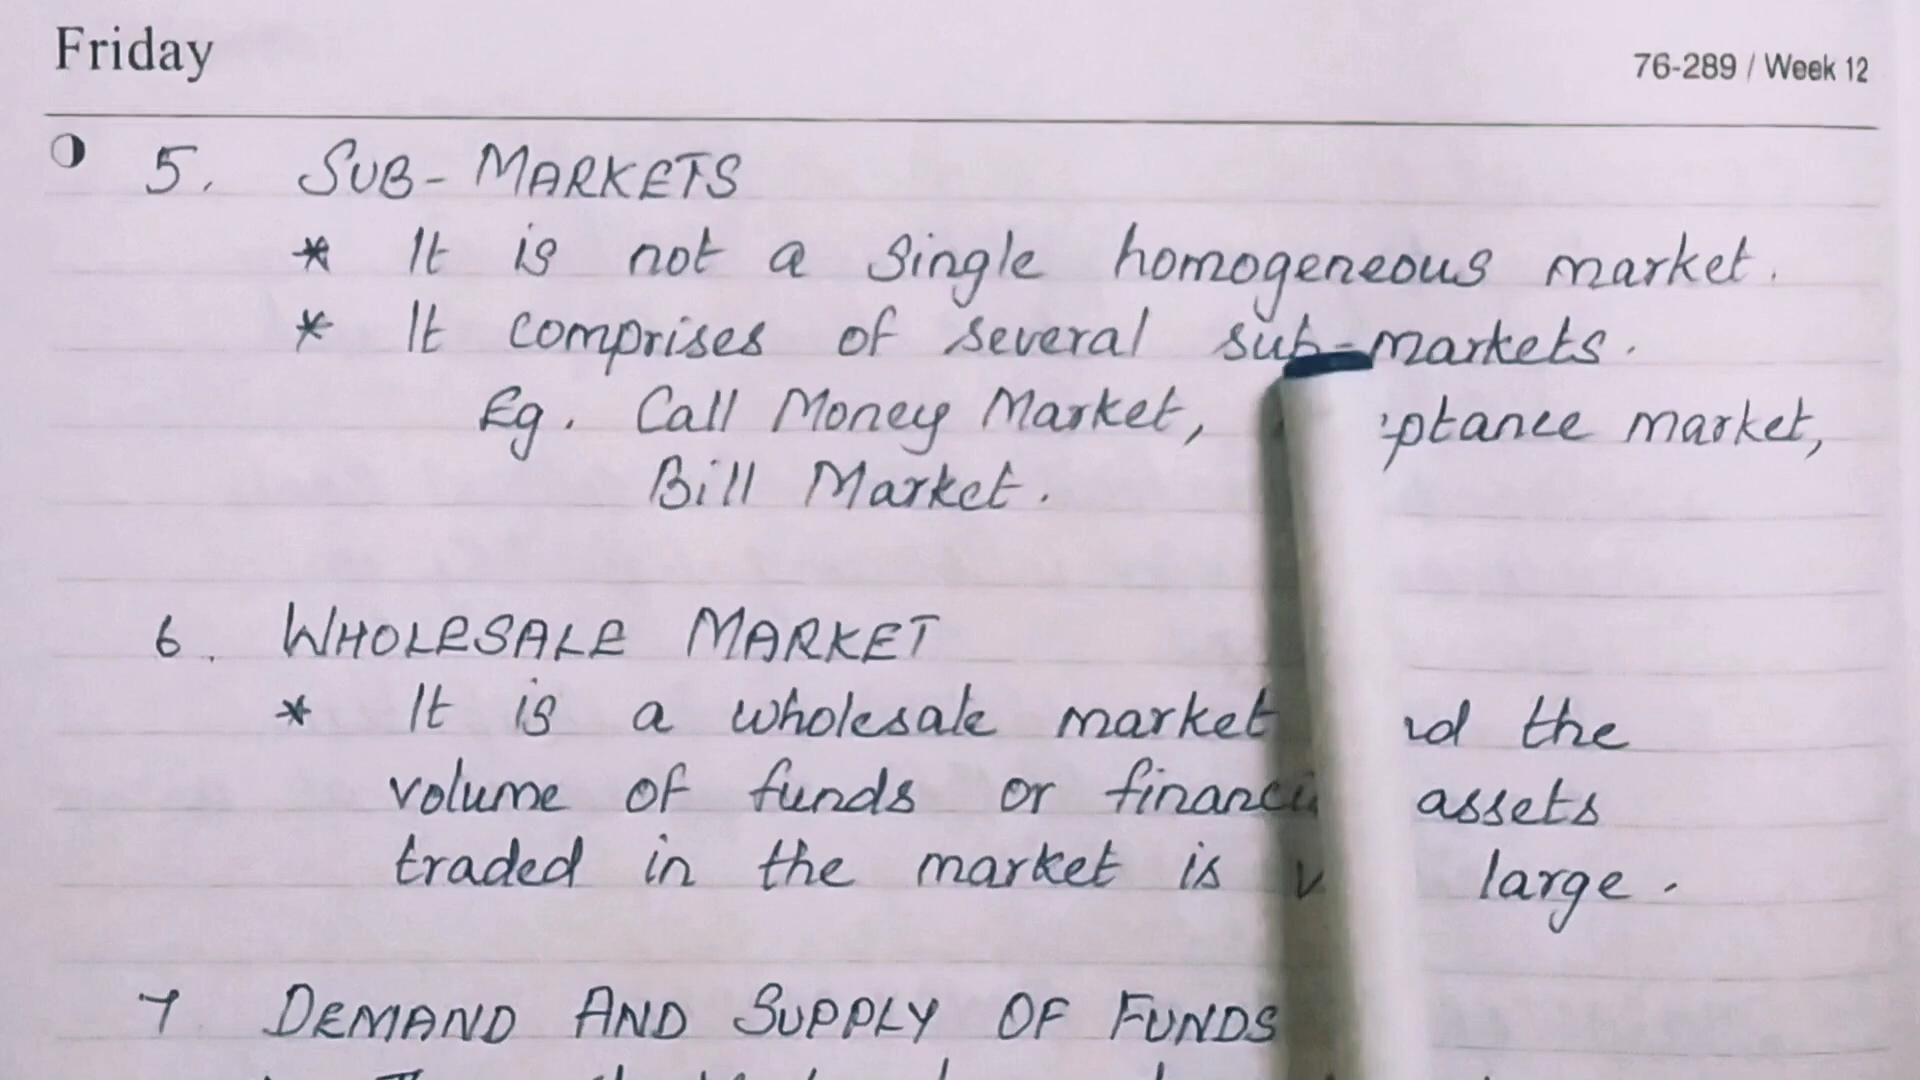 Friday
76-289 / Week 12
5. SUB-MARKETS
* It is not a single homogeneous market.
* It comprises of several sub-markets.
Eg. Call Money Market, market,
Bill Market.
6. WHOLESALE MARKET
* It is a wholesale market the
volume of funds or assets
traded in the market is large.
7 DEMAND AND SUPPLY OF FUNDS